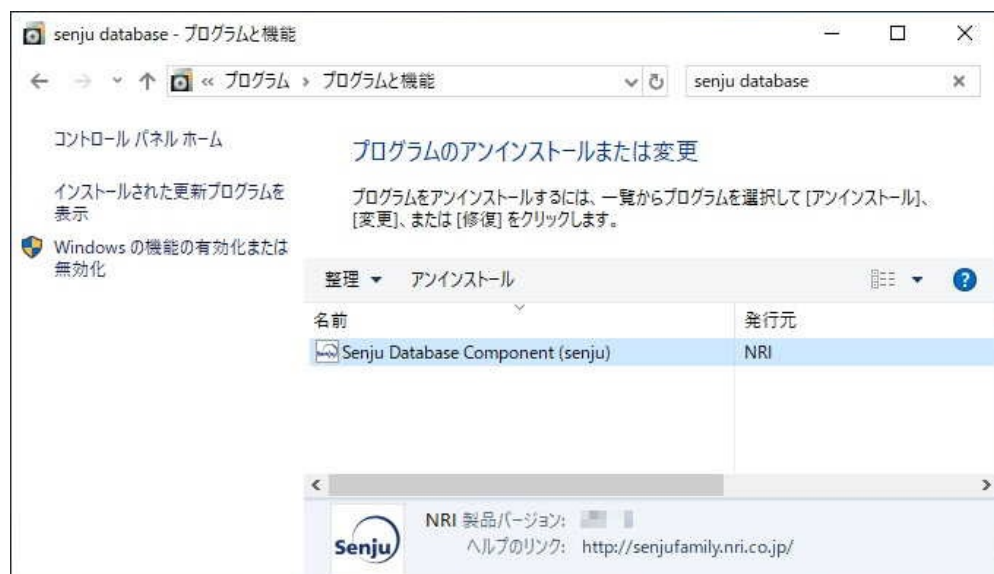 senju database - プログラムと機能
« プログラム › プログラムと機能
senju database
コントロール パネル ホーム
インストールされた更新プログラムを
表示
Windows の機能の有効化または
無効化
プログラムのアンインストールまたは変更
プログラムをアンインストールするには、一覧からプログラムを選択して [アンインストール]、
[変更]、または [修復] をクリックします。
整理 アンインストール
名前 発行元
Senju Database Component (senju) NRI
NRI 製品バージョン:
ヘルプのリンク: http://senjufamily.nri.co.jp/
Senju